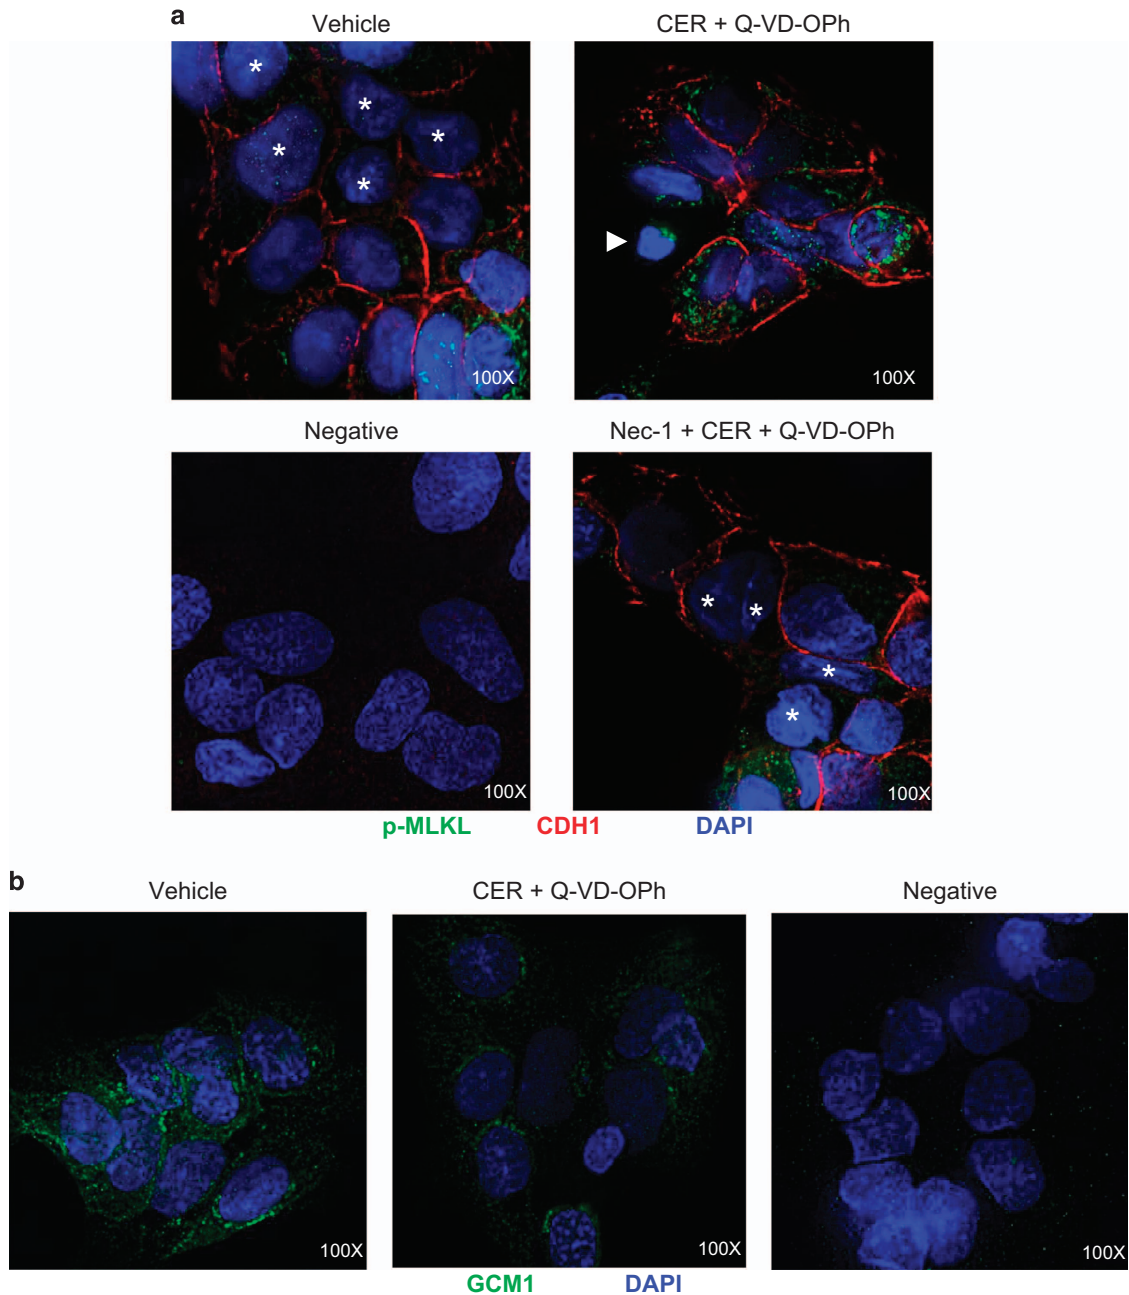 a
Vehicle
CER + Q-VD-OPh
*
*
*
*
*
100X
100X
Negative
Nec-1 + CER + Q-VD-OPh
*
*
*
*
100X
100X
p-MLKL CDH1 DAPI
b
Vehicle
CER + Q-VD-OPh
Negative
100X
100X
100X
GCM1 DAPI